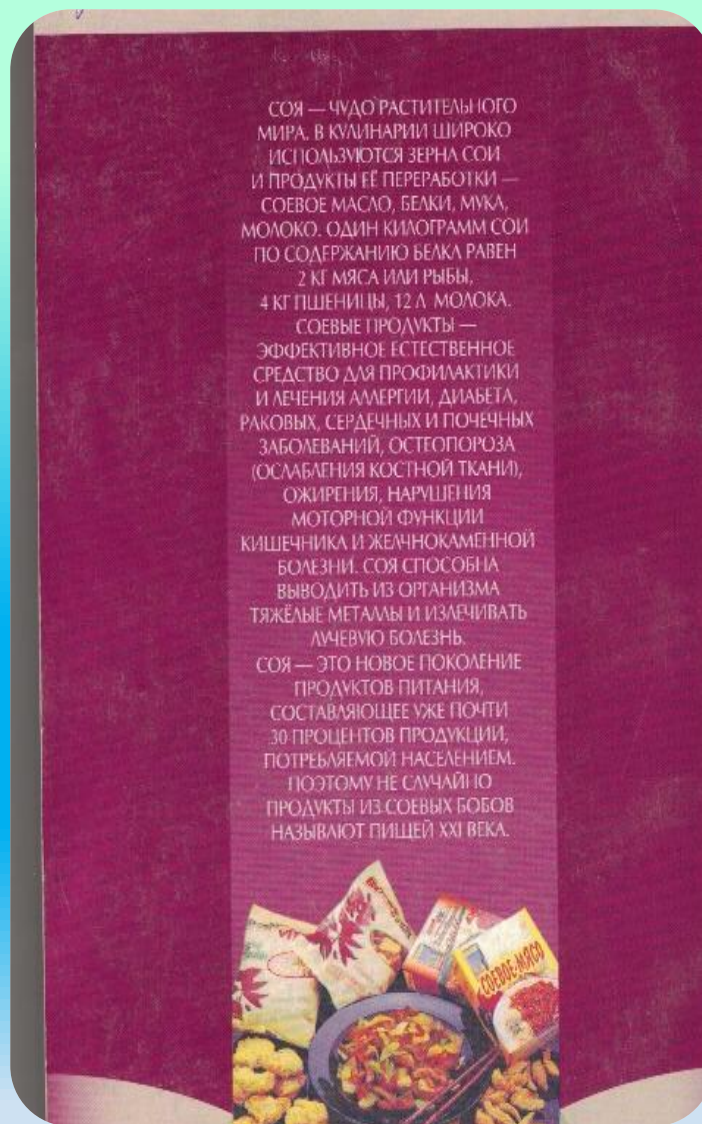 СОЯ — ЧУДО РАСТИТЕЛЬНОГО
МИРА. В КУЛИНАРИИ ШИРОКО
ИСПОЛЬЗУЮТСЯ ЗЕРНА СОИ
И ПРОДУКТЫ ЕЁ ПЕРЕРАБОТКИ —
СОЕВОЕ МАСЛО, БЕЛКИ, МУКА,
МОЛОКО. ОДИН КИЛОГРАММ СОИ
ПО СОДЕРЖАНИЮ БЕЛКА РАВЕН
2 КГ МЯСА ИЛИ РЫБЫ,
4 КГ ПШЕНИЦЫ, 12 Л МОЛОКА.
СОЕВЫЕ ПРОДУКТЫ —
ЭФФЕКТИВНОЕ ЕСТЕСТВЕННОЕ
СРЕДСТВО ДЛЯ ПРОФИЛАКТИКИ
И ЛЕЧЕНИЯ АЛЛЕРГИИ, ДИАБЕТА,
РАКОВЫХ, СЕРДЕЧНЫХ И ПОЧЕЧНЫХ
ЗАБОЛЕВАНИЙ, ОСТЕОПОРОЗА
(ОСЛАБЛЕНИЯ КОСТНОЙ ТКАНИ),
ОЖИРЕНИЯ, НАРУШЕНИЯ
МОТОРНОЙ ФУНКЦИИ
КИШЕЧНИКА И ЖЕЛЧНОКАМЕННОЙ
БОЛЕЗНИ. СОЯ СПОСОБНА
ВЫВОДИТЬ ИЗ ОРГАНИЗМА
ТЯЖЁЛЫЕ МЕТАЛЛЫ И ИЗЛЕЧИВАТЬ
ЛУЧЕВУЮ БОЛЕЗНЬ.
СОЯ — ЭТО НОВОЕ ПОКОЛЕНИЕ
ПРОДУКТОВ ПИТАНИЯ,
СОСТАВЛЯЮЩЕЕ УЖЕ ПОЧТИ
30 ПРОЦЕНТОВ ПРОДУКЦИИ,
ПОТРЕБЛЯЕМОЙ НАСЕЛЕНИЕМ.
ПОЭТОМУ НЕ СЛУЧАЙНО
ПРОДУКТЫ ИЗ СОЕВЫХ БОБОВ
НАЗЫВАЮТ ПИЩЕЙ XXI ВЕКА.
СОЕВОЕ МЯСО